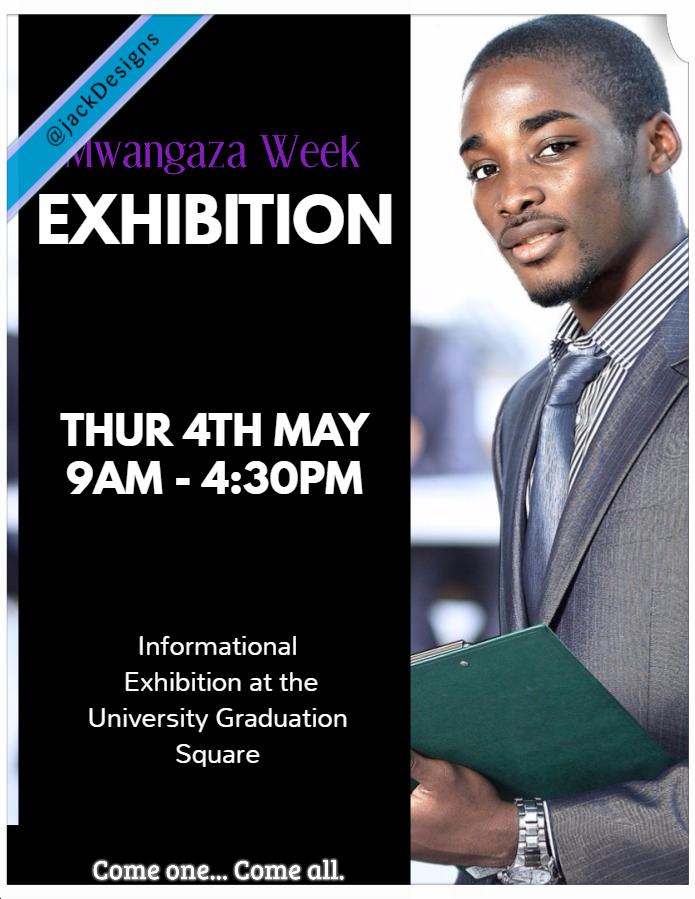 @jackDesigns
Mwangaza Week
EXHIBITION
THUR 4TH MAY
9AM - 4:30PM
Informational
Exhibition at the
University Graduation
Square
Come one... Come all.